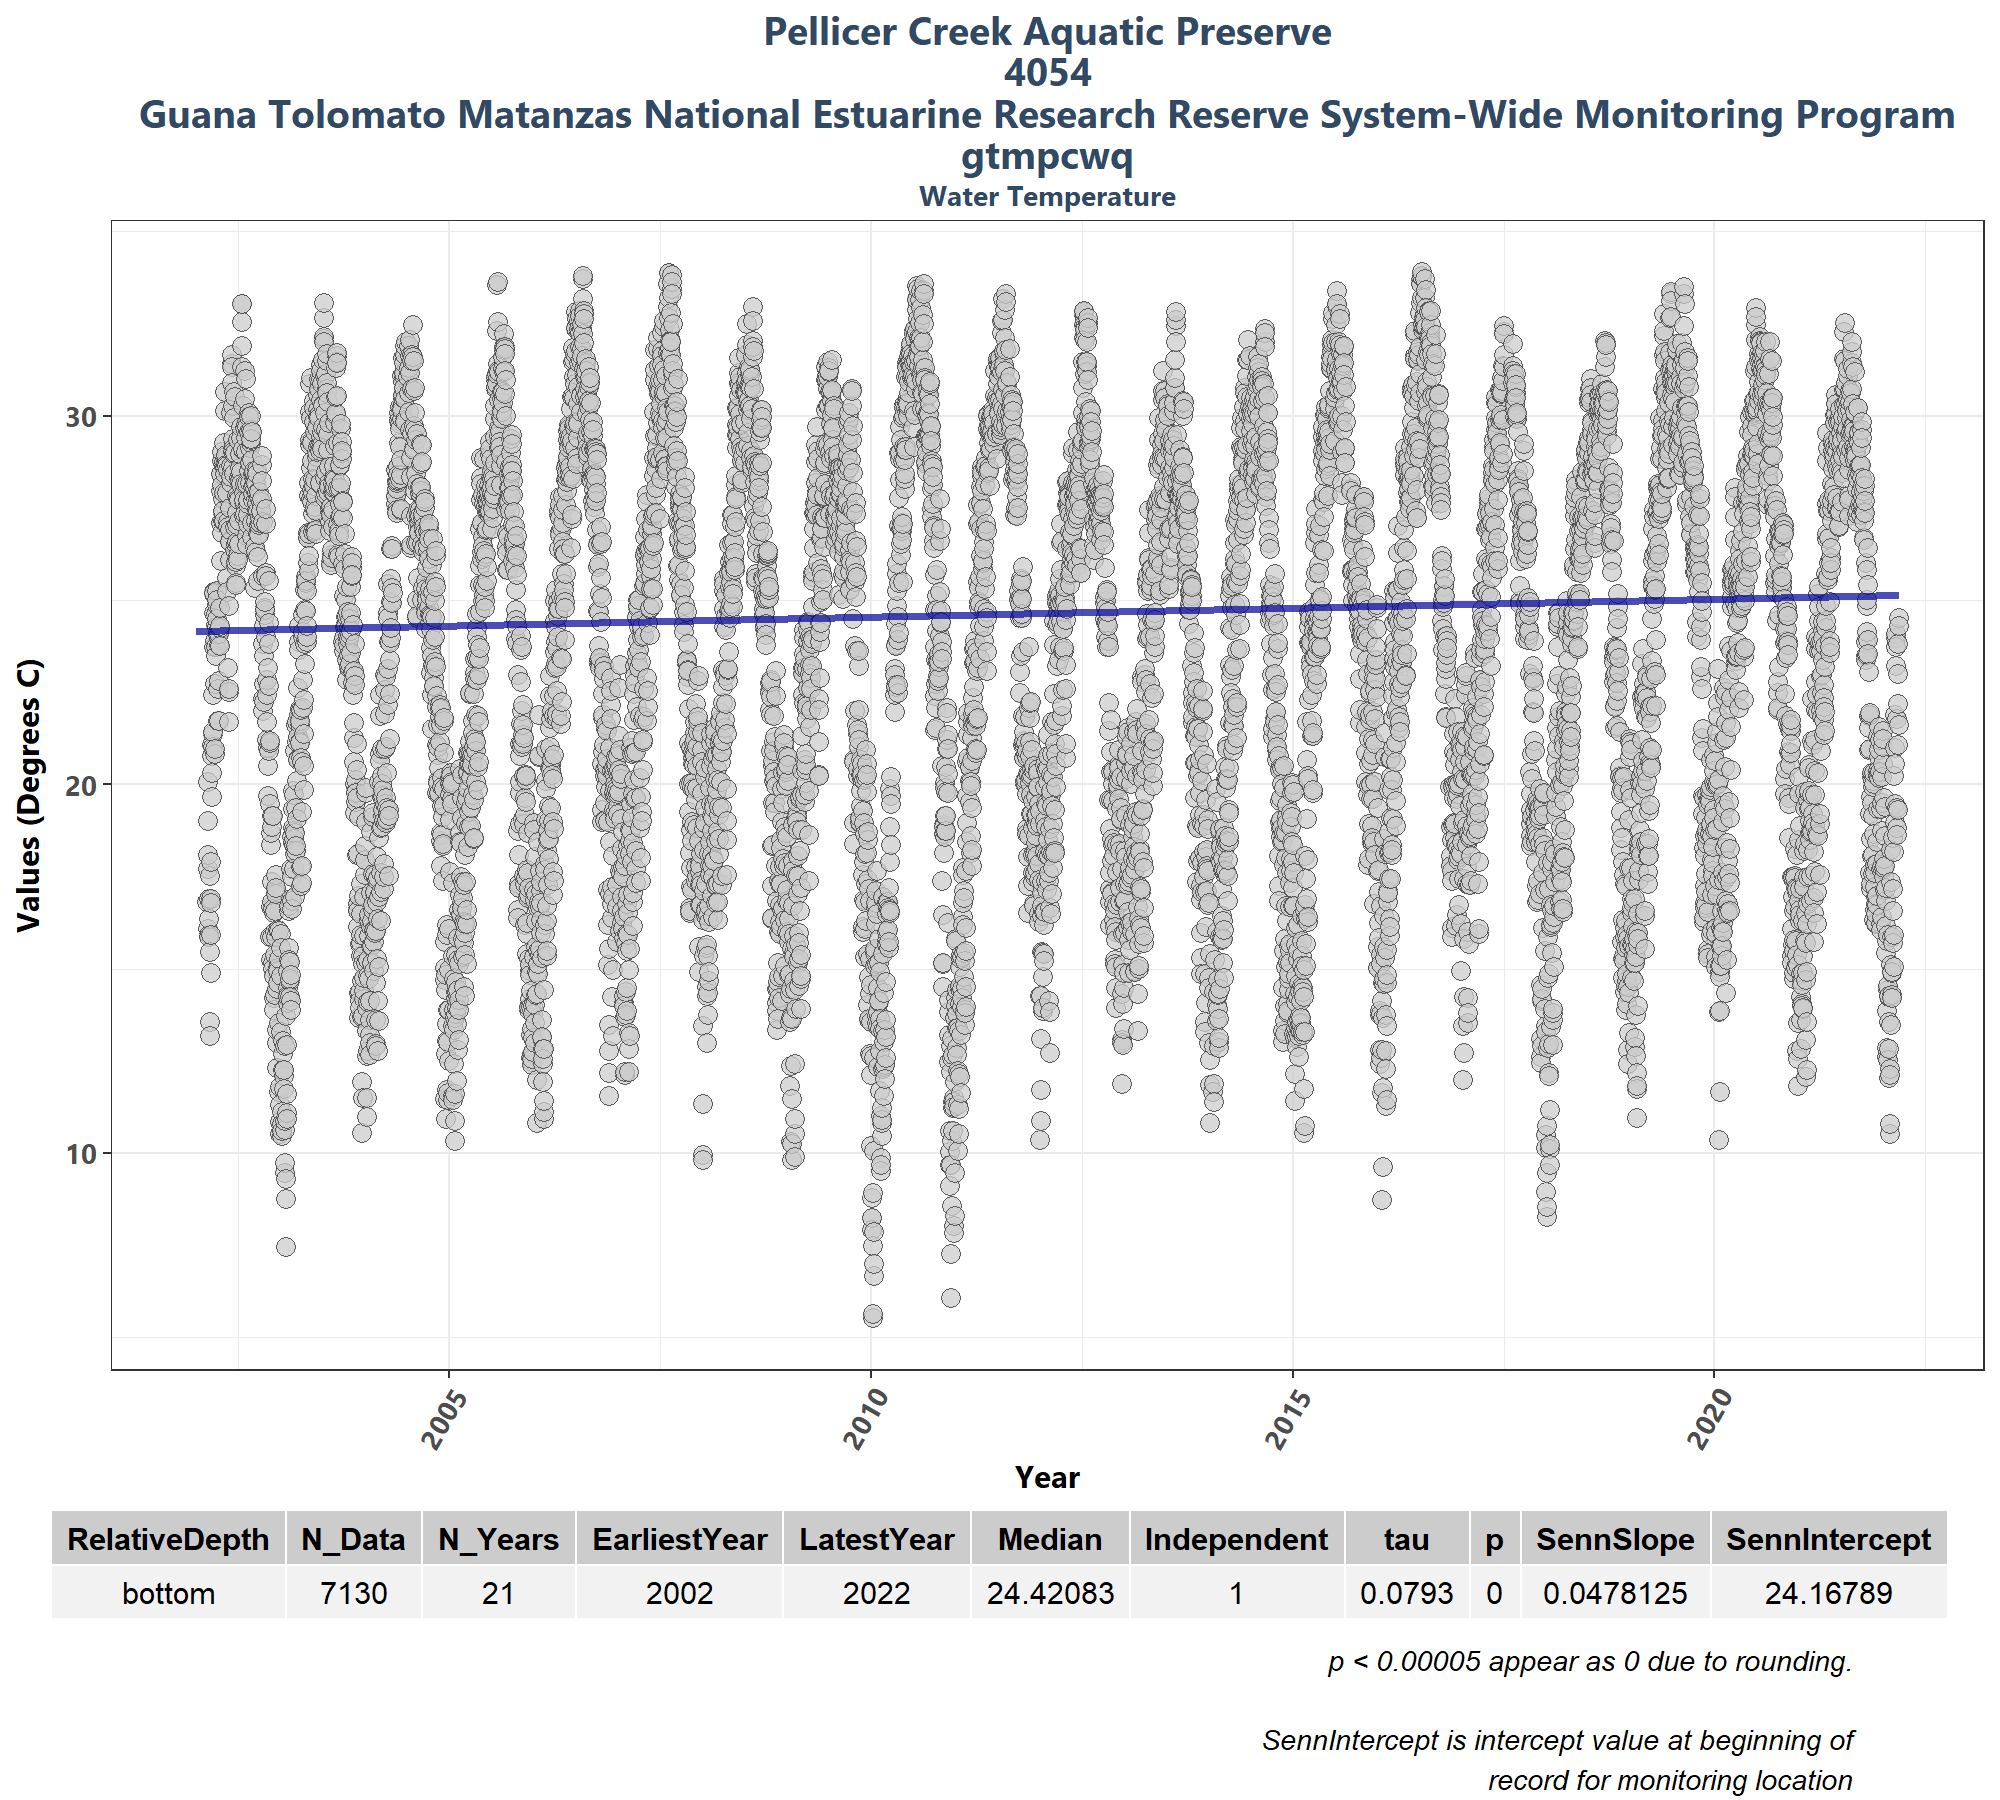 Pellicer Creek Aquatic Preserve
4054
Guana Tolomato Matanzas National Estuarine Research Reserve System-Wide Monitoring Program
gtmpcwq
Water Temperature
Values (Degrees C)
30
20
10
2005
2010
2015
2020
Year
RelativeDepth N_Data N_Years EarliestYear LatestYear Median Independent tau p SennSlope SennIntercept
bottom 7130 21 2002 2022 24.42083 1 0.0793 0 0.0478125 24.16789
p < 0.00005 appear as 0 due to rounding.
SennIntercept is intercept value at beginning of
record for monitoring location